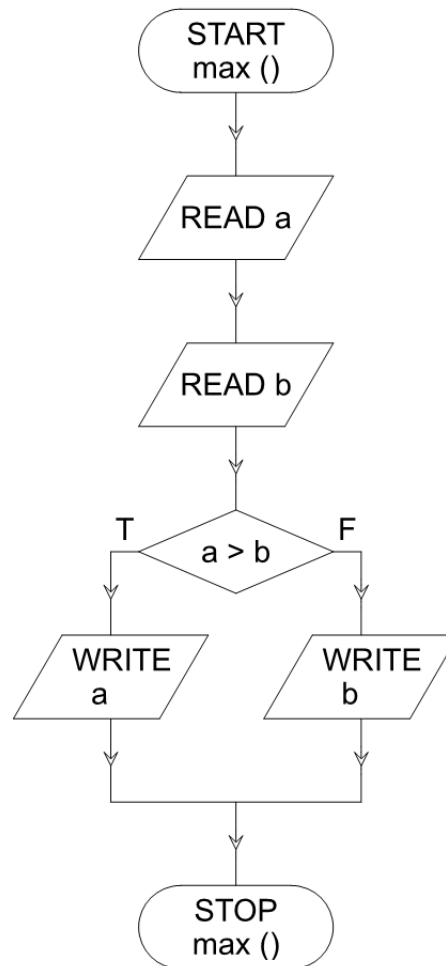 START
max ()
READ a
READ b
T
F
a > b
WRITE
a
WRITE
b
STOP
max ()